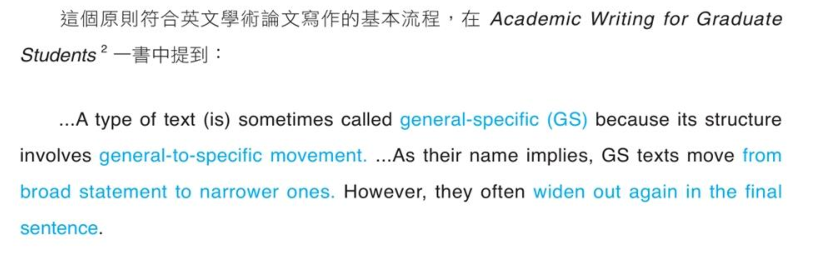 這個原則符合英文學術論文寫作的基本流程，在 Academic Writing for Graduate
Students² 一書中提到：
...A type of text (is) sometimes called general-specific (GS) because its structure
involves general-to-specific movement. ...As their name implies, GS texts move from
broad statement to narrower ones. However, they often widen out again in the final
sentence.